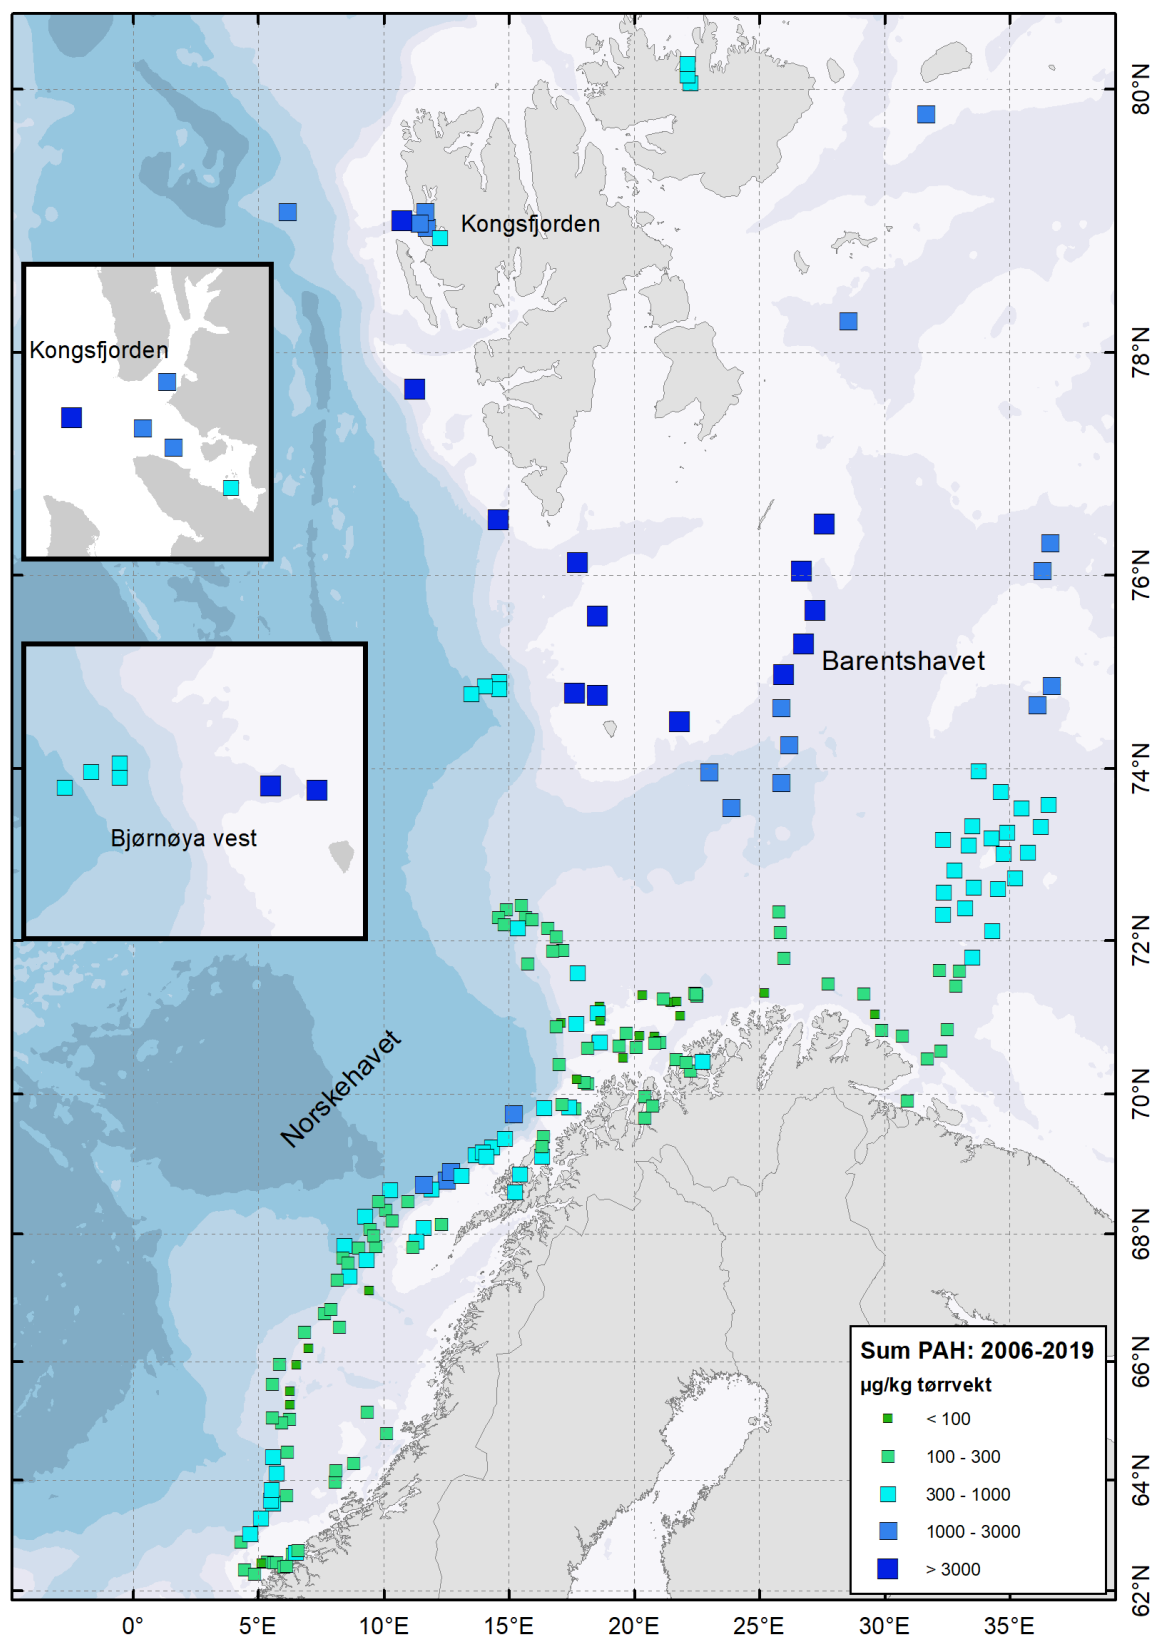 Kongsfjorden
Kongsfjorden
Barentshavet
Bjørnøya vest
Norskehavet
Sum PAH: 2006-2019
µg/kg tørrvekt
< 100
100 - 300
300 - 1000
1000 - 3000
> 3000
80°N
78°N
76°N
74°N
72°N
70°N
68°N
66°N
64°N
62°N
0°
5°E
10°E
15°E
20°E
25°E
30°E
35°E